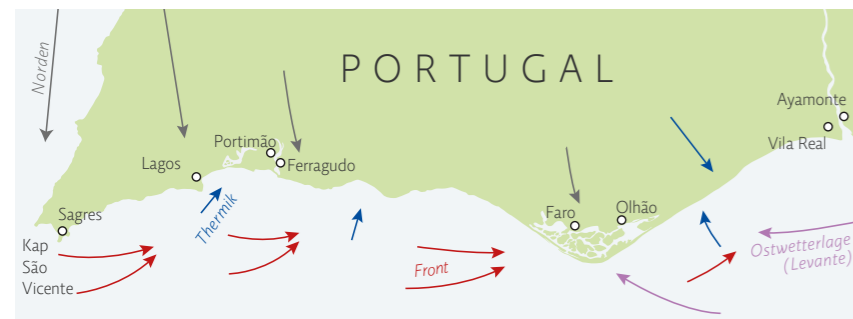 PORTUGAL
Norden
Ayamonte
Vila Real
Portimão
Lagos
Ferragudo
Sagres
Kap
São
Vicente
Thermik
Front
Faro
Olhão
Ostwetterlage
(Levante)